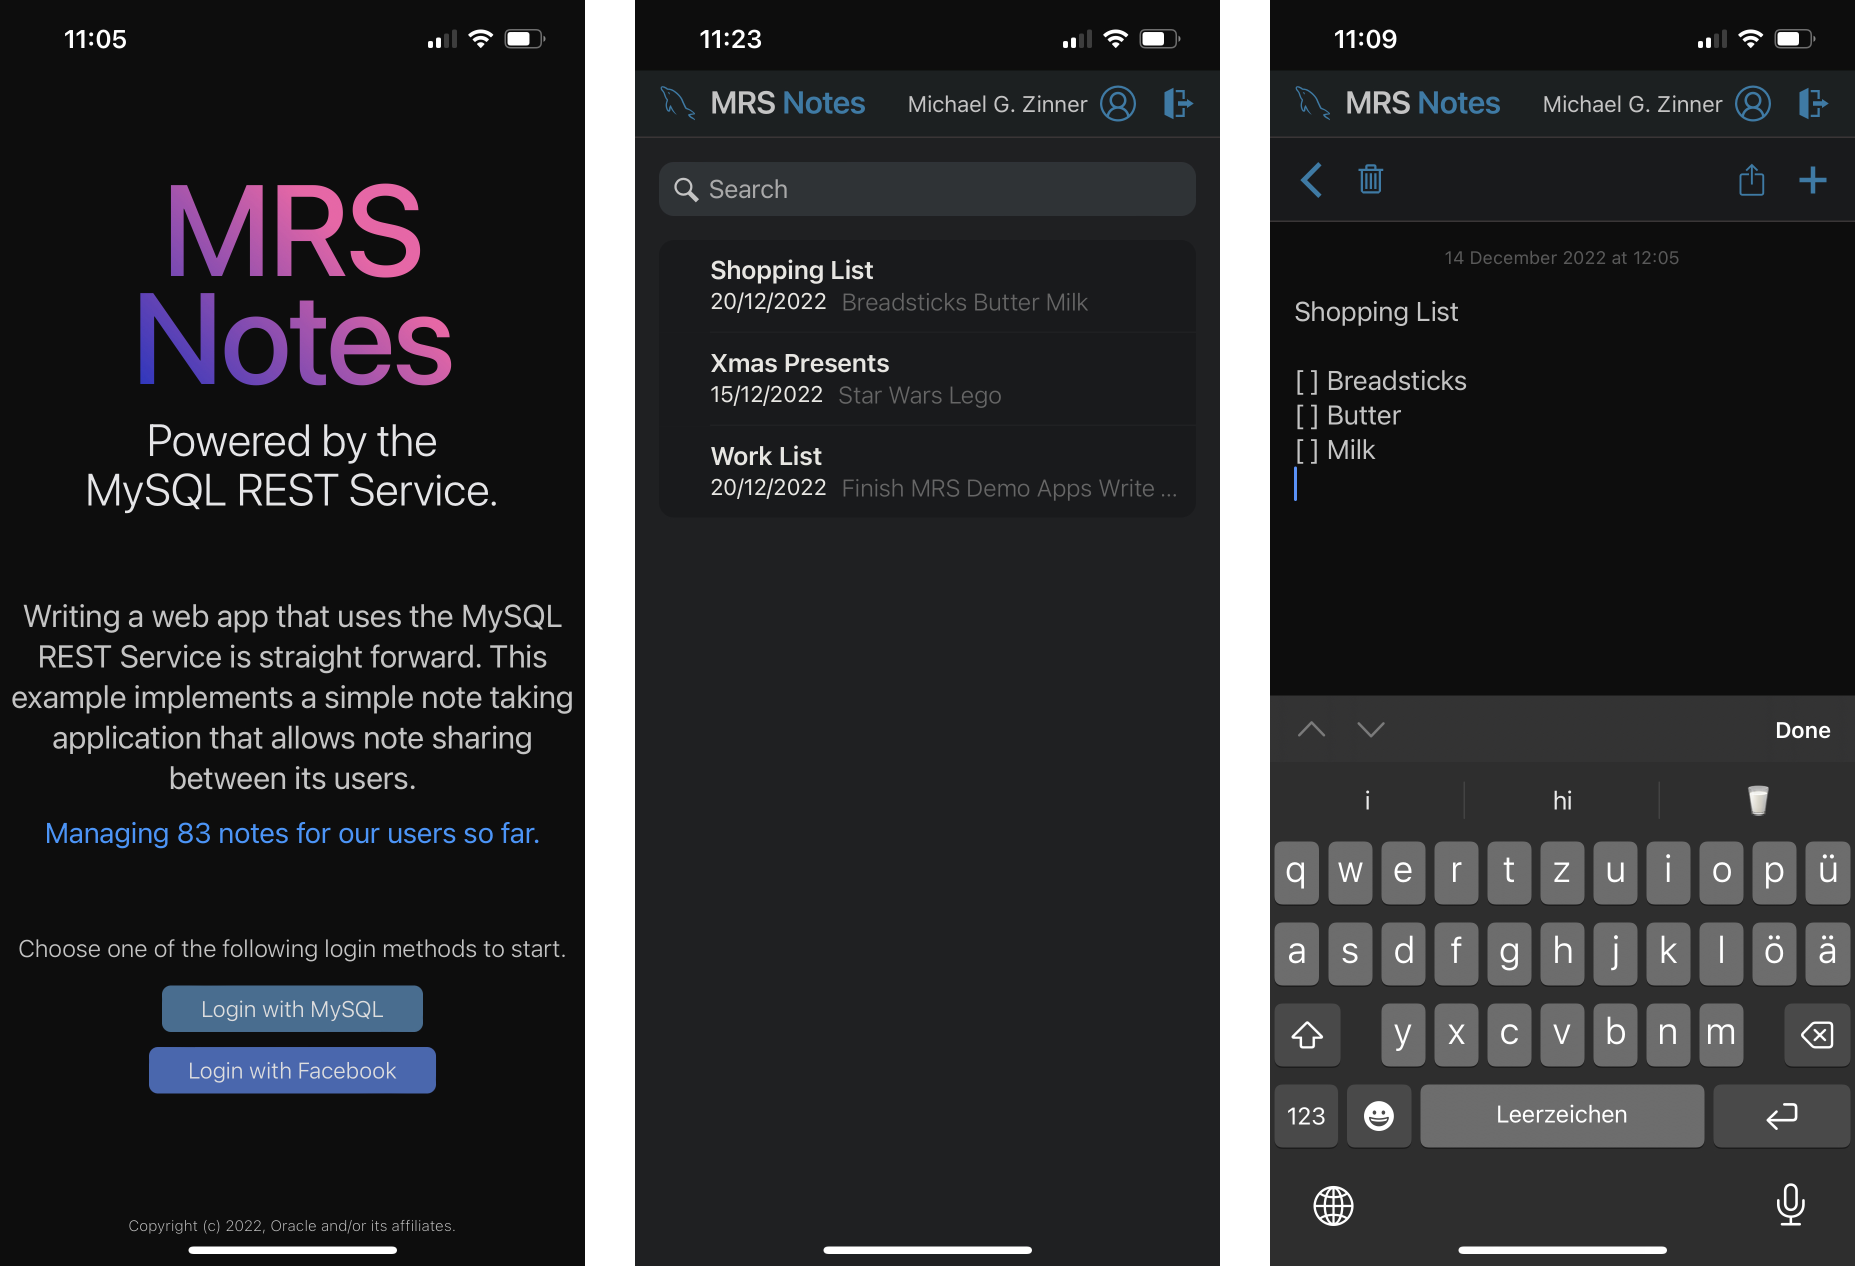 11:05
MRS
Notes
Powered by the
MySQL REST Service.
Writing a web app that uses the MySQL
REST Service is straight forward. This
example implements a simple note taking
application that allows note sharing
between its users.
Managing 83 notes for our users so far.
Choose one of the following login methods to start.
Login with MySQL
Login with Facebook
Copyright (c) 2022, Oracle and/or its affiliates.
11:23
MRS Notes Michael G. Zinner
Search
Shopping List
20/12/2022 Breadsticks Butter Milk
Xmas Presents
15/12/2022 Star Wars Lego
Work List
20/12/2022 Finish MRS Demo Apps Write ...
11:09
MRS Notes Michael G. Zinner
14 December 2022 at 12:05
Shopping List
[ ] Breadsticks
[ ] Butter
[ ] Milk
Done
i hi
q w e r t z u i o p ü
a s d f g h j k l ö ä
y x c v b n m
123 Leerzeichen